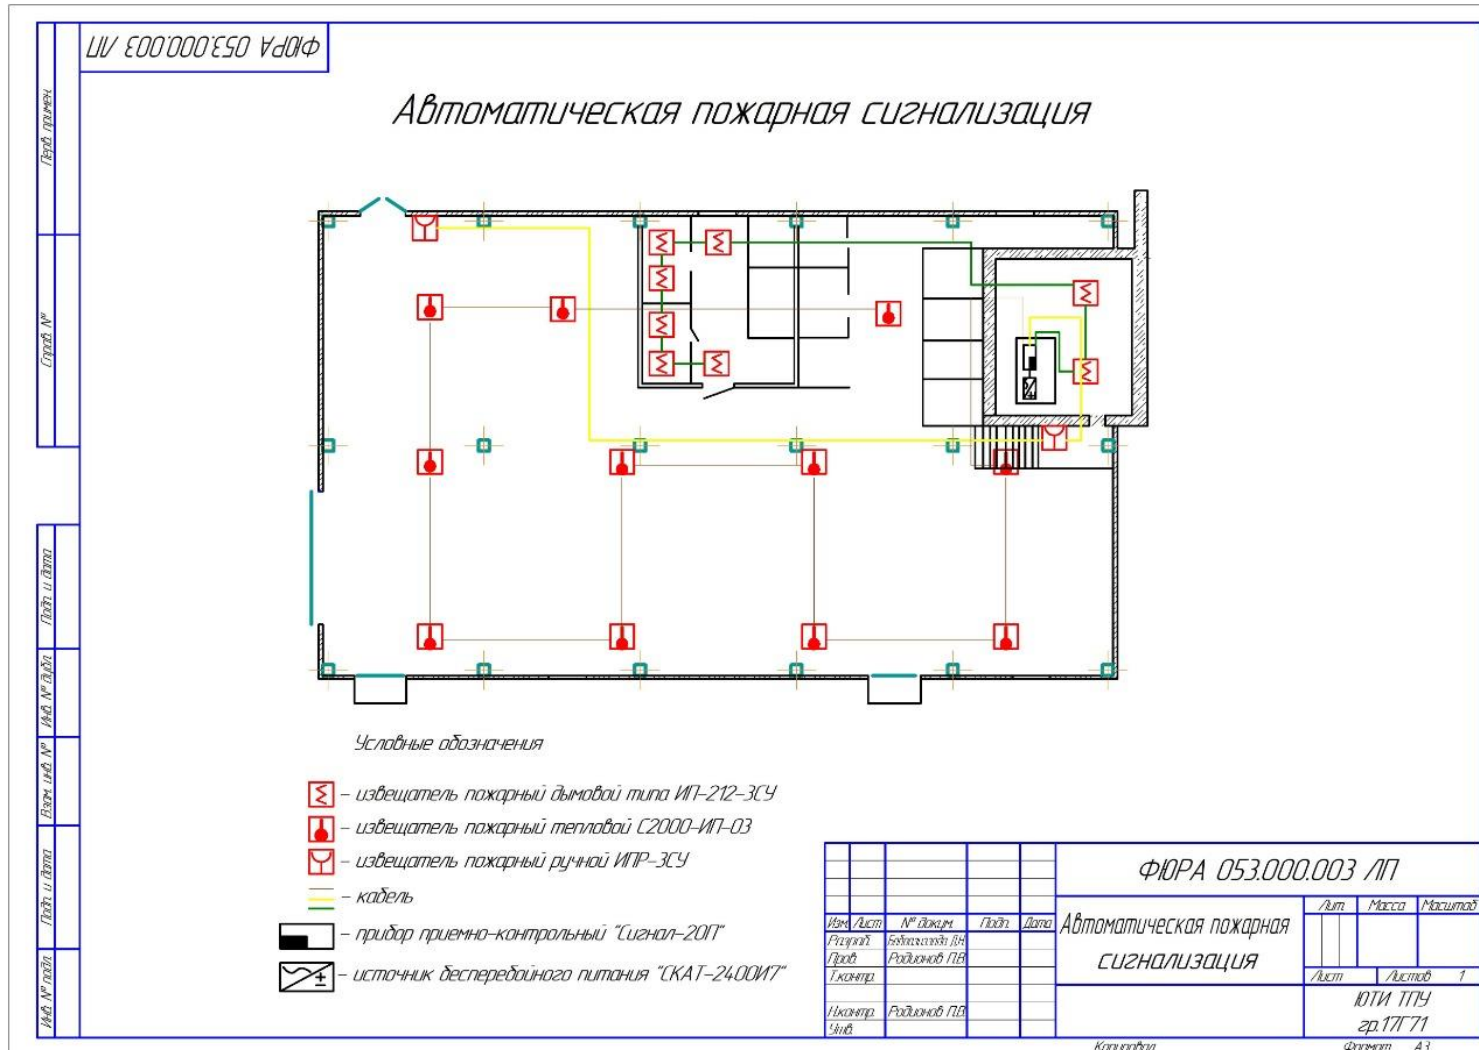 ФЮРА 053.000.003 ЛП
Автоматическая пожарная сигнализация
Перв. примен.
Справ. №
Подп. и дата
Инв. № дубл.
Взам. инв. №
Подп. и дата
Инв. № подл.
Условные обозначения
- извещатель пожарный дымовой типа ИП-212-3СУ
- извещатель пожарный тепловой С2000-ИП-03
- извещатель пожарный ручной ИПР-3СУ
- кабель
- прибор приемно-контрольный "Сигнал-20П"
- источник бесперебойного питания "СКАТ-2400И7"
ФЮРА 053.000.003 ЛП
Изм. Лист № докум. Подп. Дата
Разраб.
Пров. Родионов П.В.
Т.контр.
Н.контр. Родионов П.В.
Утв.
Автоматическая пожарная
сигнализация
Лит. Масса Масштаб
Лист Листов 1
ЮТИ ТПУ
гр.17Г71
Копировал Формат А3